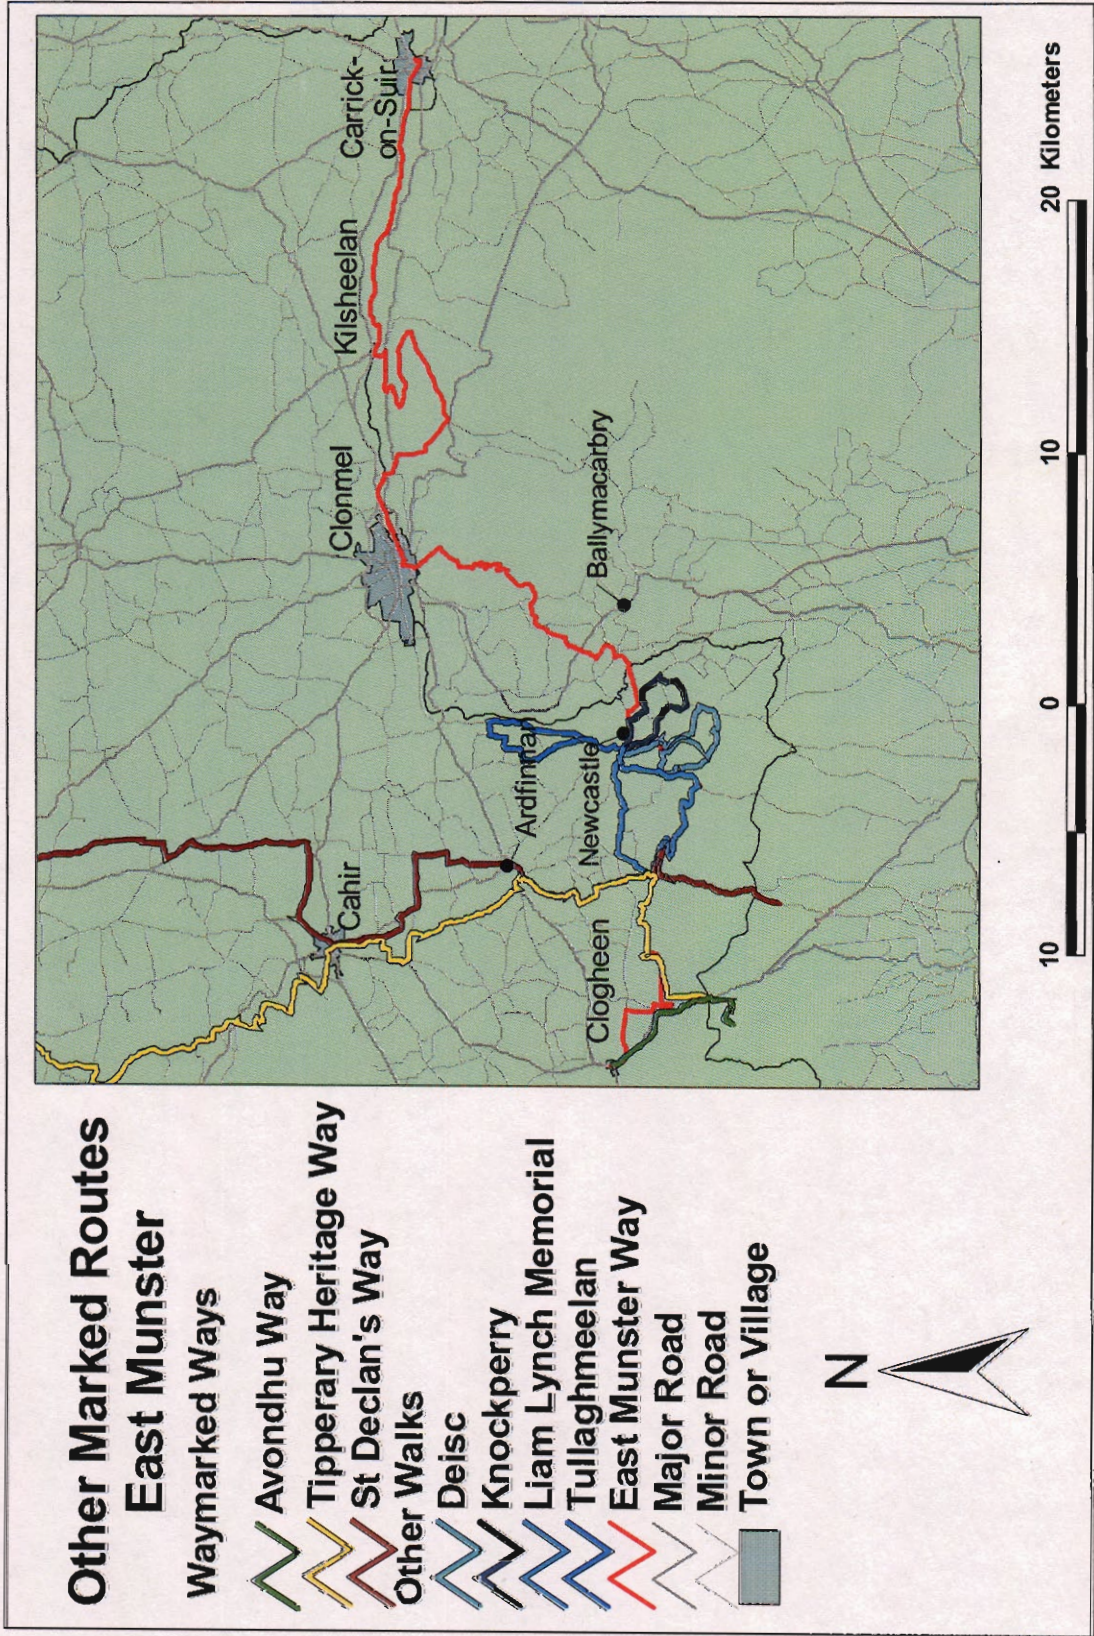 Other Marked Routes
East Munster
Waymarked Ways
Avondhu Way
Tipperary Heritage Way
St Declan's Way
Other Walks
Deisc
Knockperry
Liam Lynch Memorial
Tullaghmeelan
East Munster Way
Major Road
Minor Road
Town or Village
N
Carrick-
on-Suir
Kilsheelan
Clonmel
Ballymacarbry
Ardfinnan
Newcastle
Cahir
Clogheen
10 0 10 20 Kilometers